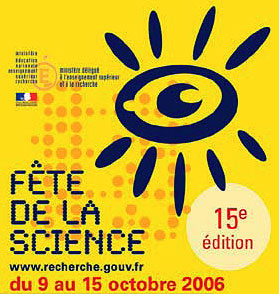 ministère
éducation
nationale
enseignement
supérieur
recherche
ministère délégué
à l'enseignement supérieur
et à la recherche
15e
édition
FÊTE
DE LA
SCIENCE
www.recherche.gouv.fr
du 9 au 15 octobre 2006